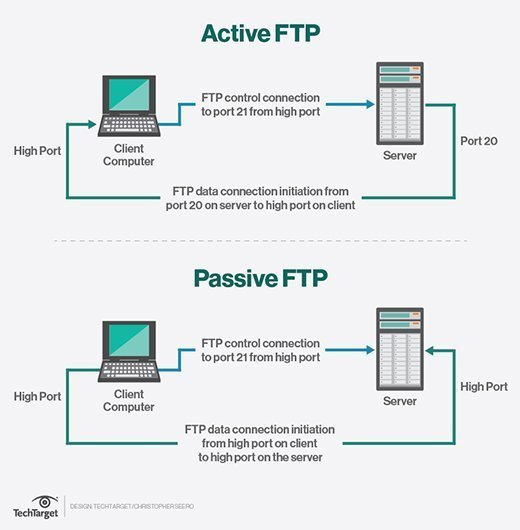 Active FTP
FTP control connection
to port 21 from high port
High Port
Client
Computer
Server
Port 20
FTP data connection initiation from
port 20 on server to high port on client
Passive FTP
FTP control connection
to port 21 from high port
High Port
Client
Computer
Server
High Port
FTP data connection initiation
from high port on client
to high port on the server
TechTarget
DESIGN: TECHTARGET/CHRISTOPHER SEERO